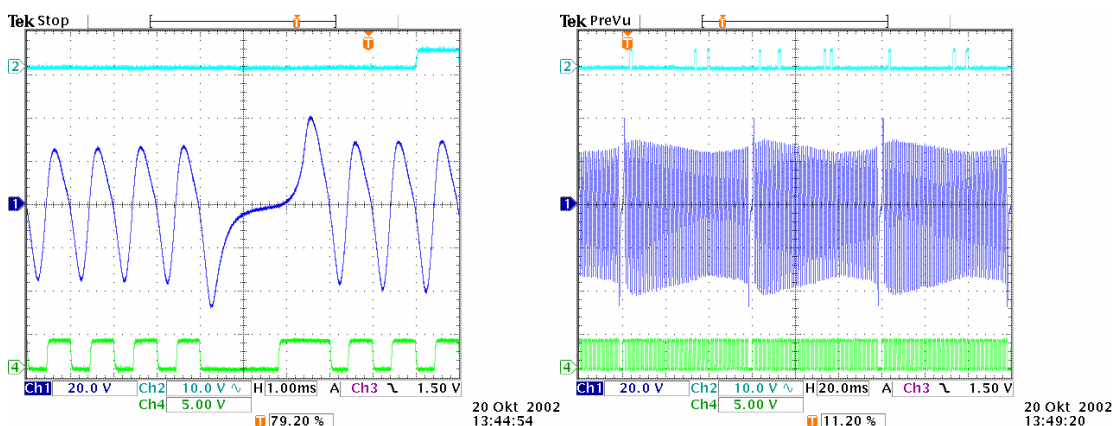 Tek Stop
T
T
2
1
4
Ch1 20.0 V Ch2 10.0 V ∿ H 1.00ms A Ch3 ↘ 1.50 V
Ch4 5.00 V
T 79.20 %
20 Okt 2002
13:44:54
Tek PreVu
T
T
2
1
4
Ch1 20.0 V Ch2 10.0 V ∿ H 20.0ms A Ch3 ↘ 1.50 V
Ch4 5.00 V
T 11.20 %
20 Okt 2002
13:49:20